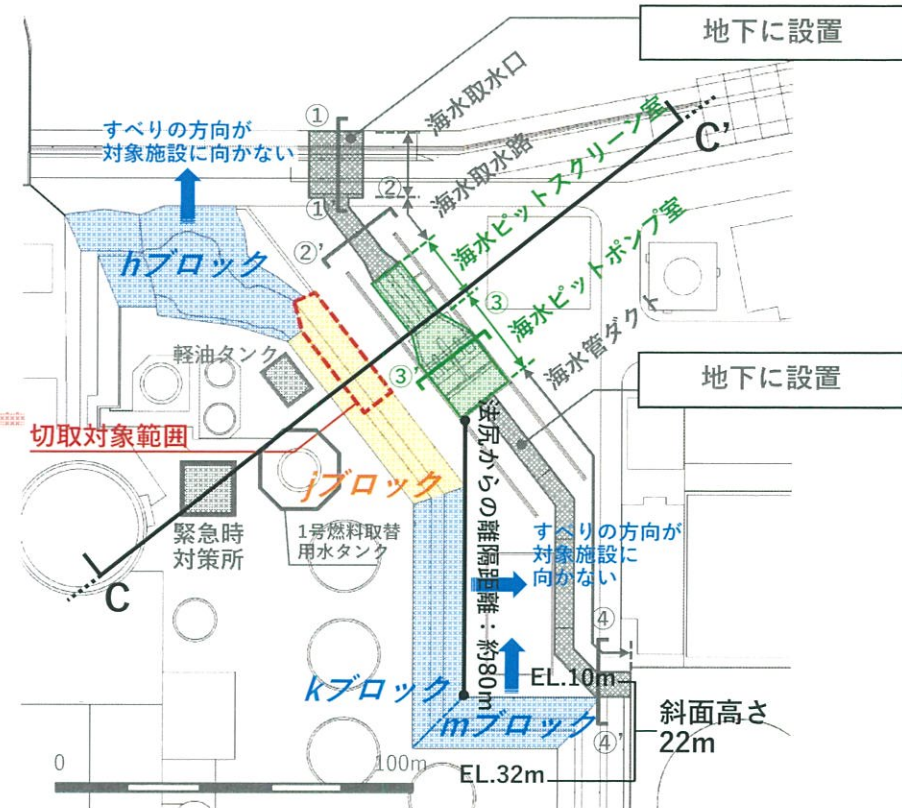 地下に設置
すべりの方向が
対象施設に向かない
①
海水取水口
C'
②
①'
海水取水路
海水ピットスクリーン室
②'
hブロック
③
海水ピットポンプ室
軽油タンク
③'
海水管ダクト
地下に設置
切取対象範囲
jブロック
法尻からの離隔距離：約80m
緊急時
対策所
1号燃料取替
用水タンク
すべりの方向が
対象施設に
向かない
C
④
EL.10m
kブロック
mブロック
④'
斜面高さ
22m
0
100m
EL.32m